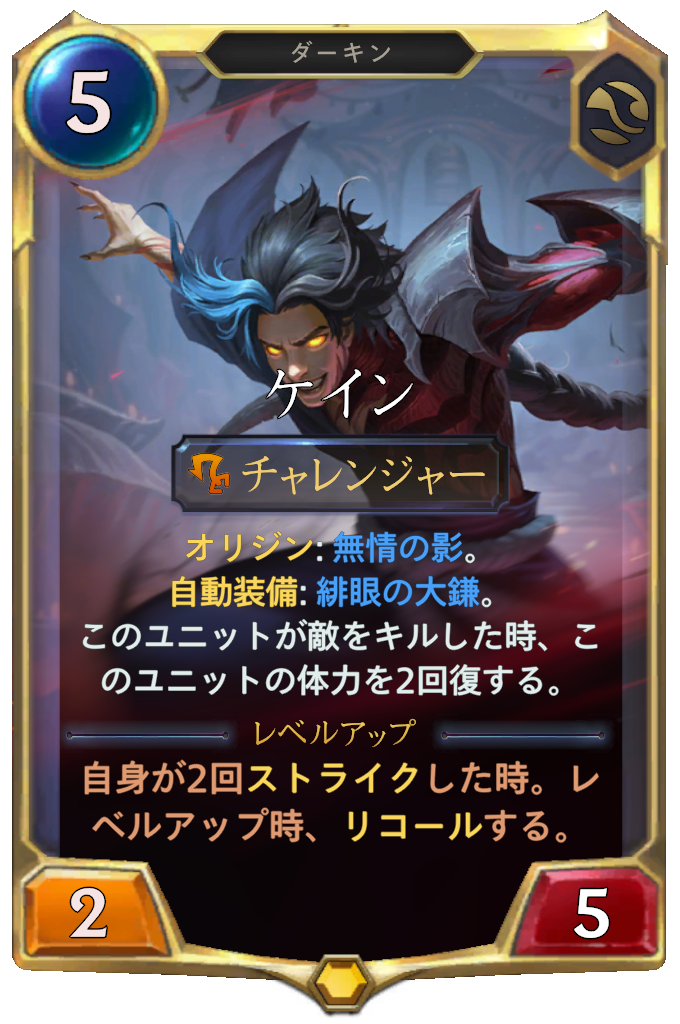 ダーキン
5
ケイン
チャレンジャー
オリジン: 無情の影。
自動装備: 緋眼の大鎌。
このユニットが敵をキルした時、こ
のユニットの体力を2回復する。
レベルアップ
自身が2回ストライクした時。レ
ベルアップ時、リコールする。
2
5